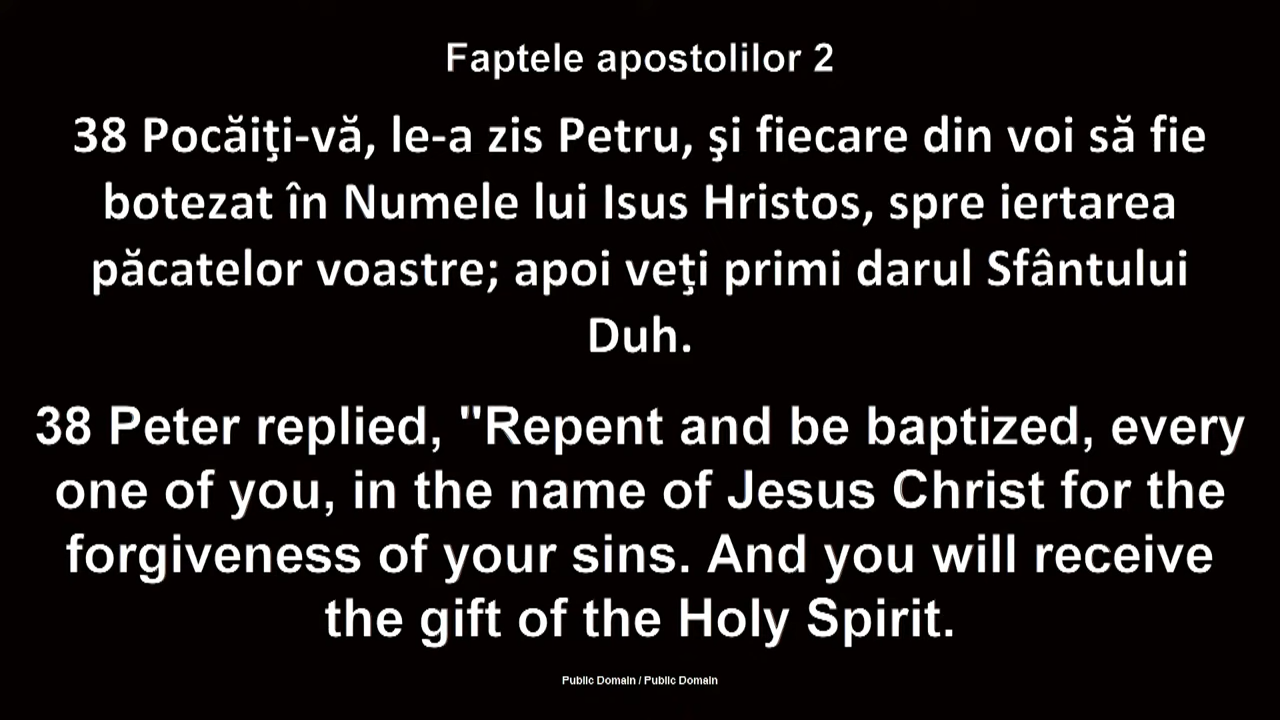 Faptele apostolilor 2
38 Pocăiţi-vă, le-a zis Petru, şi fiecare din voi să fie
botezat în Numele lui Isus Hristos, spre iertarea
păcatelor voastre; apoi veţi primi darul Sfântului
Duh.
38 Peter replied, "Repent and be baptized, every
one of you, in the name of Jesus Christ for the
forgiveness of your sins. And you will receive
the gift of the Holy Spirit.
Public Domain / Public Domain